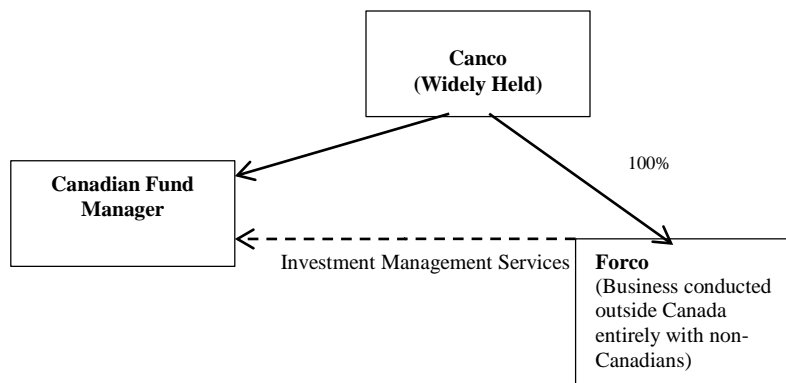 Canco
(Widely Held)
100%
Canadian Fund
Manager
Investment Management Services
Forco
(Business conducted
outside Canada
entirely with non-
Canadians)